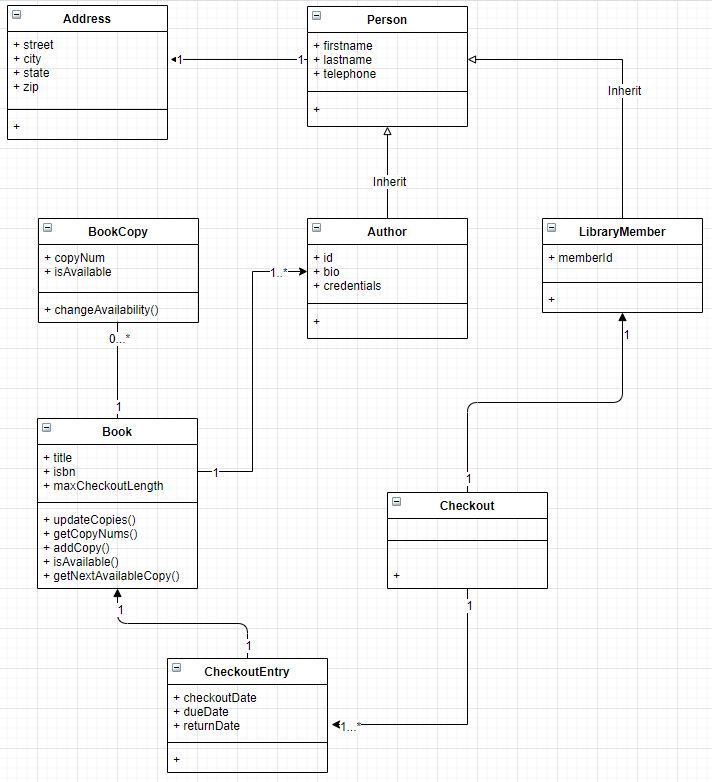 Address
+ street
+ city
+ state
+ zip
+
1
1
Person
+ firstname
+ lastname
+ telephone
+
Inherit
Inherit
BookCopy
+ copyNum
+ isAvailable
+ changeAvailability()
1..*
Author
+ id
+ bio
+ credentials
+
LibraryMember
+ memberId
+
0...*
1
1
Book
+ title
+ isbn
+ maxCheckoutLength
+ updateCopies()
+ getCopyNums()
+ addCopy()
+ isAvailable()
+ getNextAvailableCopy()
1
1
Checkout
+
1
1
1
CheckoutEntry
+ checkoutDate
+ dueDate
+ returnDate
+
1...*